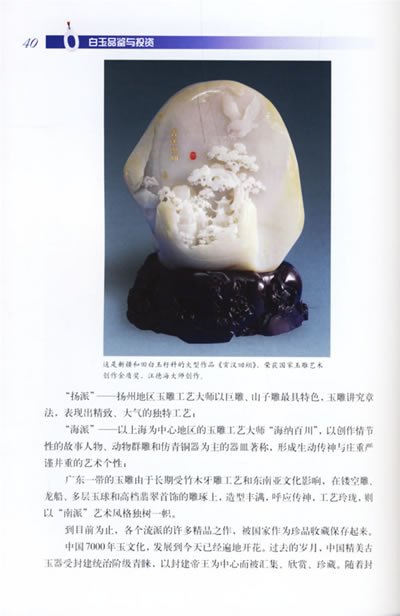 40
白玉品鉴与投资
这是新疆和田白玉籽料的大型作品《霄汉回颂》,荣获国家玉雕艺术
创作金质奖,汪德海大师创作。
“扬派”——扬州地区玉雕工艺大师以巨雕、山子雕最具特色,玉雕讲究章
法,表现出精致、大气的独特工艺;
“海派”——以上海为中心地区的玉雕工艺大师“海纳百川”,以创作情节
性的故事人物、动物群雕和仿青铜器为主的器皿著称,形成生动传神与庄重严
谨并重的艺术个性;
广东一带的玉雕由于长期受竹木牙雕工艺和东南亚文化影响,在镂空雕、
龙船、多层玉球和高档翡翠首饰的雕琢上,造型丰满,呼应传神,工艺玲珑,则
以“南派”艺术风格独树一帜。
到目前为止,各个流派的许多精品之作,被国家作为珍品收藏保存起来。
中国7000年玉文化,发展到今天已经遍地开花。过去的岁月,中国精美古
玉器受封建统治阶级青睐,以封建帝王为中心而被汇集、欣赏、珍藏。随着封